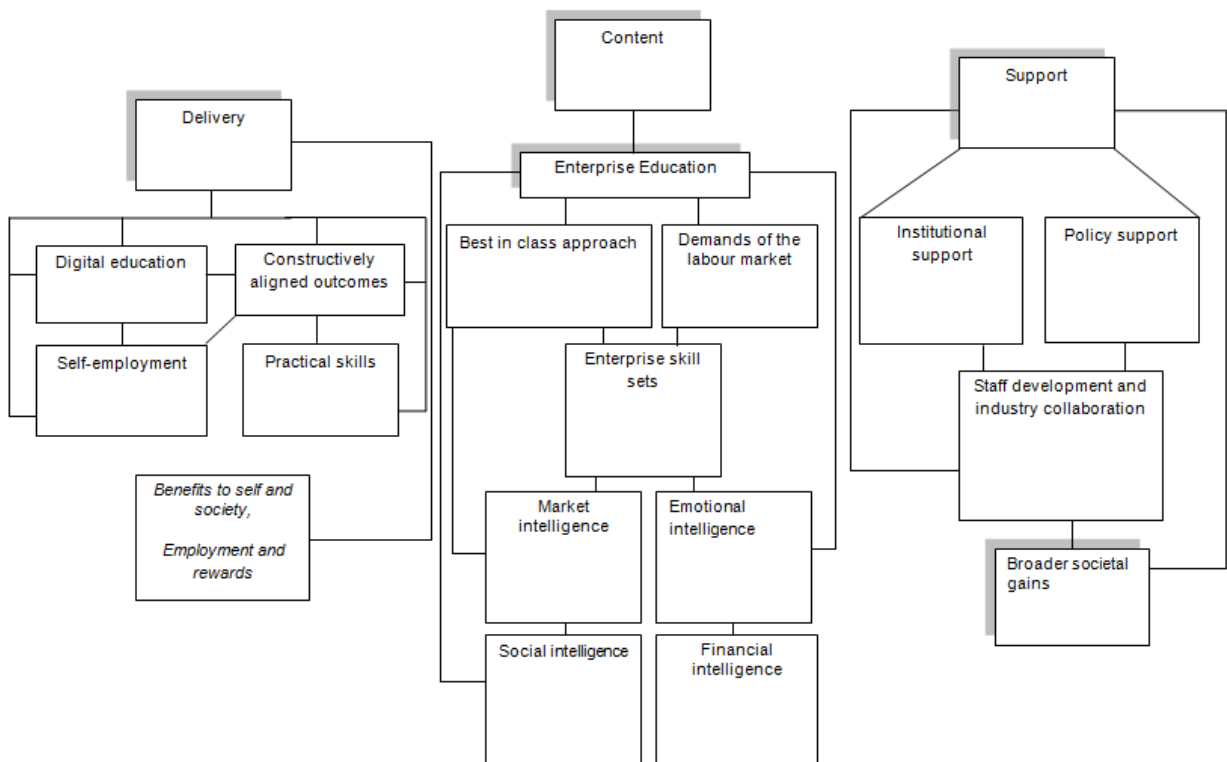 Delivery
Digital education
Constructively
aligned outcomes
Self-employment
Practical skills
Benefits to self and
society,
Employment and
rewards
Content
Enterprise Education
Best in class approach
Demands of the
labour market
Enterprise skill
sets
Market
intelligence
Emotional
intelligence
Social intelligence
Financial
intelligence
Support
Institutional
support
Policy support
Staff development and
industry collaboration
Broader societal
gains